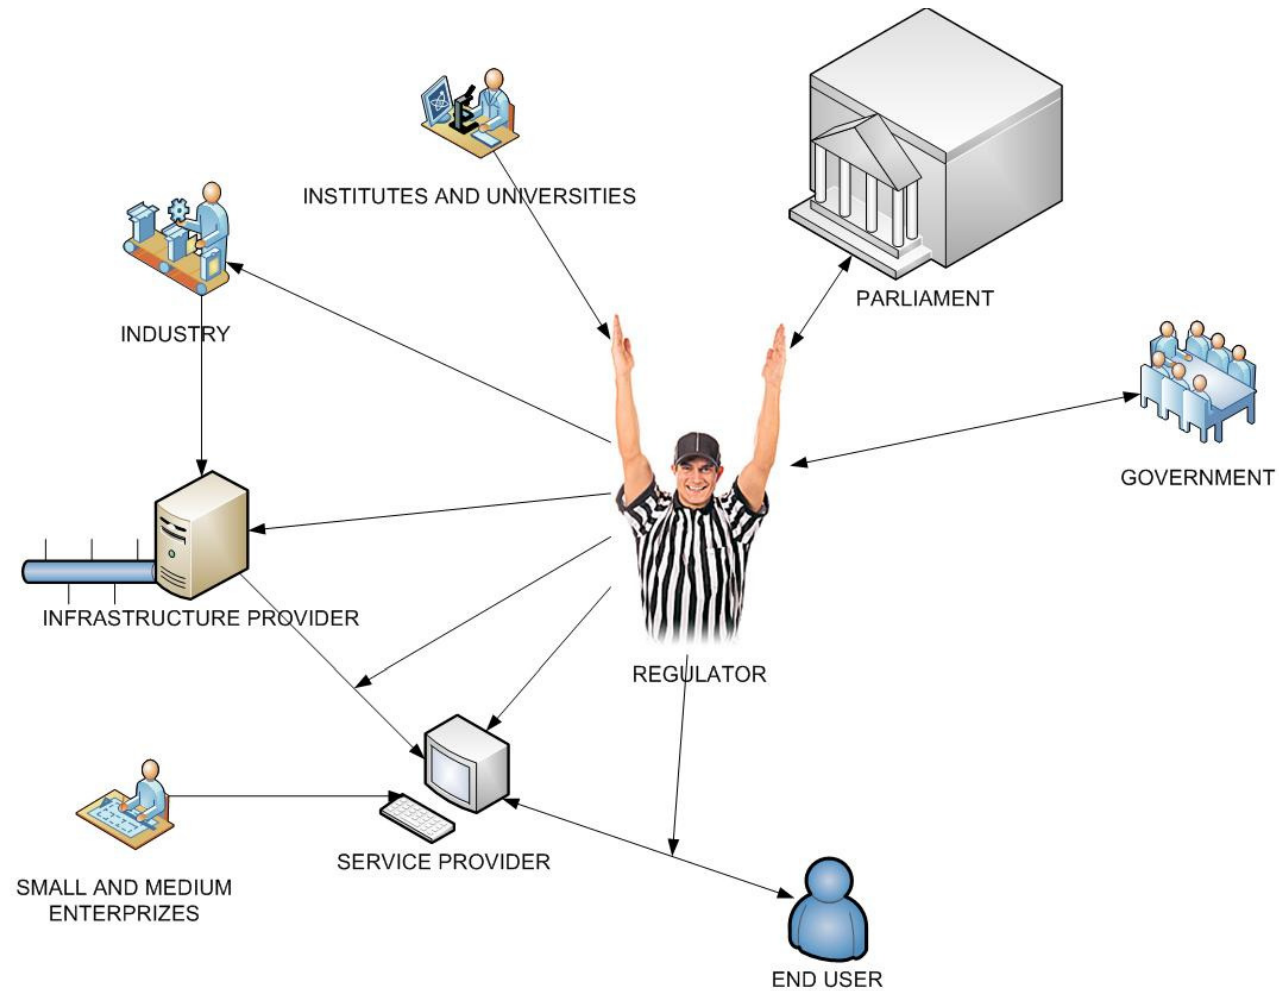 INSTITUTES AND UNIVERSITIES
PARLIAMENT
INDUSTRY
GOVERNMENT
INFRASTRUCTURE PROVIDER
REGULATOR
SERVICE PROVIDER
SMALL AND MEDIUM
ENTERPRIZES
END USER